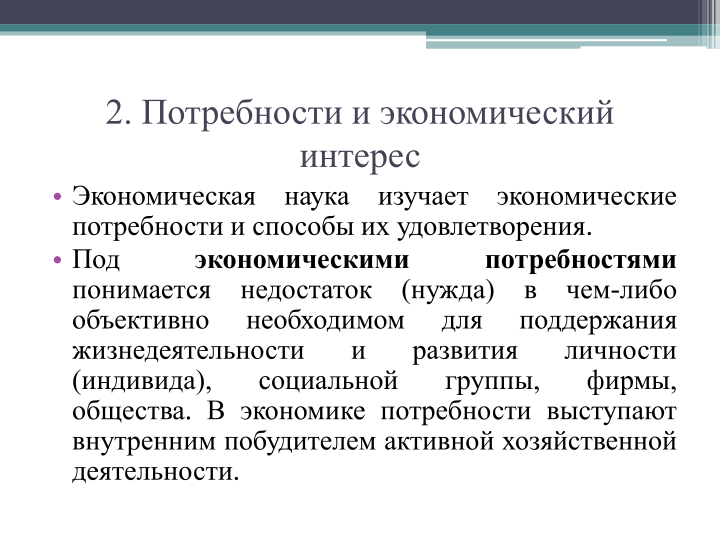 2. Потребности и экономический
интерес
• Экономическая наука изучает экономические
потребности и способы их удовлетворения.
• Под экономическими потребностями
понимается недостаток (нужда) в чем-либо
объективно необходимом для поддержания
жизнедеятельности и развития личности
(индивида), социальной группы, фирмы,
общества. В экономике потребности выступают
внутренним побудителем активной хозяйственной
деятельности.